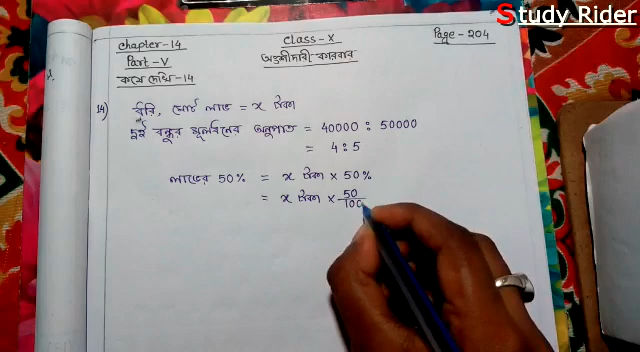 Study Rider
Chapter-14
Class-X
Page-204
Part-V
অংশীদারী কারবার
কষে দেখি-14
14) ধরি, মোট লাভ = x টাকা
দুই বন্ধুর মূলধনের অনুপাত = 40000 : 50000
= 4 : 5
লাভের 50% = x টাকা × 50%
= x টাকা × 50/100